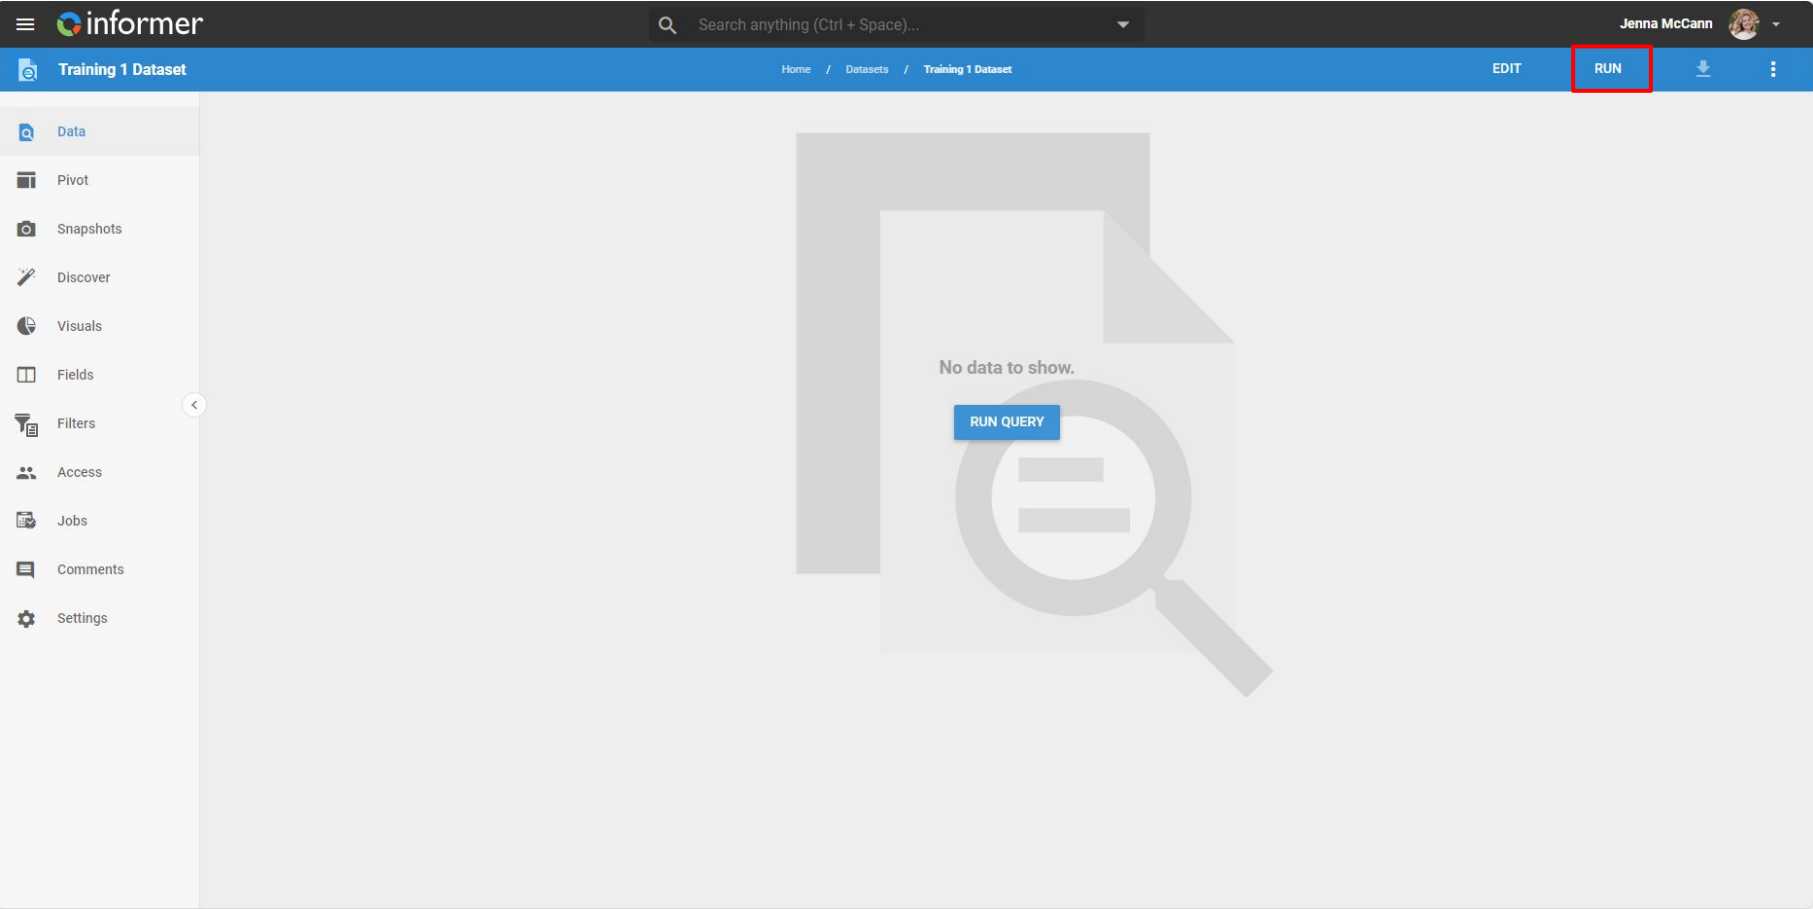 informer
Search anything (Ctrl + Space)...
Jenna McCann
Training 1 Dataset
Home / Datasets / Training 1 Dataset
EDIT
RUN
Data
Pivot
Snapshots
Discover
Visuals
Fields
Filters
Access
Jobs
Comments
Settings
No data to show.
RUN QUERY